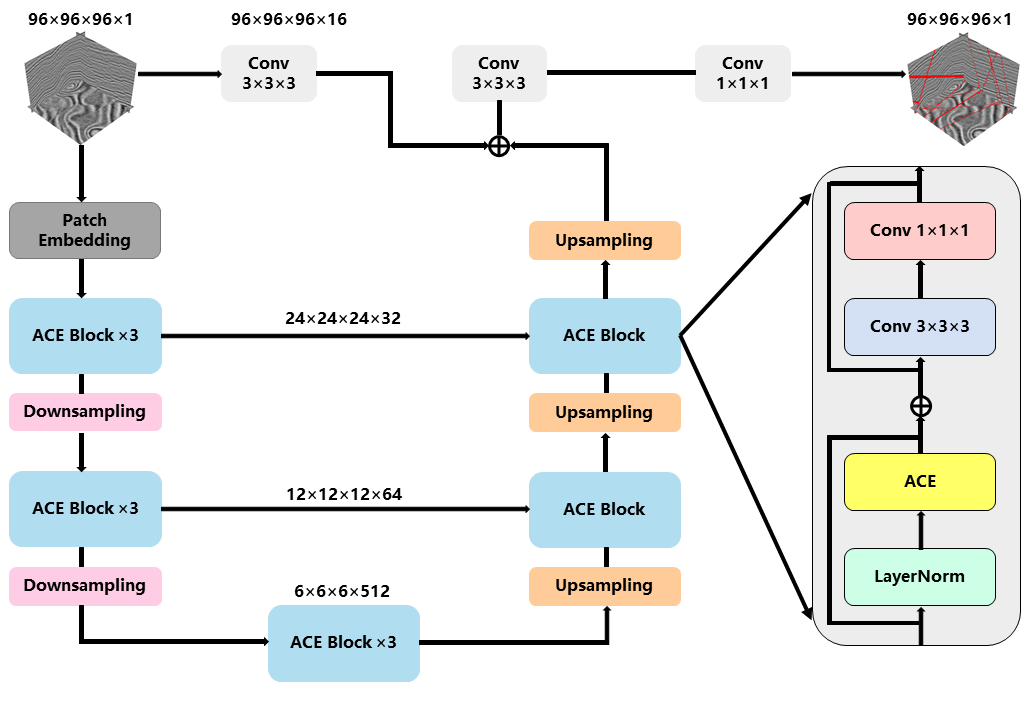 96×96×96×1
96×96×96×16
96×96×96×1
Conv
3×3×3
Conv
3×3×3
Conv
1×1×1
Patch
Embedding
Upsampling
Conv 1×1×1
ACE Block ×3
24×24×24×32
ACE Block
Conv 3×3×3
Downsampling
Upsampling
ACE Block ×3
12×12×12×64
ACE Block
ACE
Downsampling
6×6×6×512
Upsampling
LayerNorm
ACE Block ×3